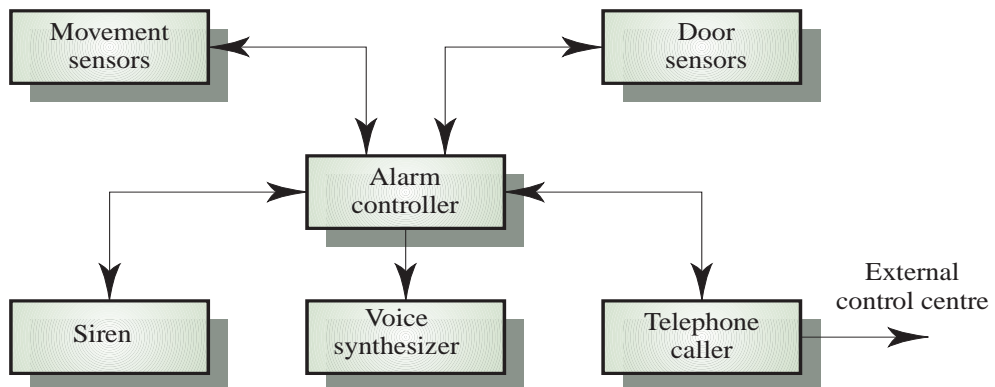 Movement
sensors
Door
sensors
Alarm
controller
Siren
Voice
synthesizer
Telephone
caller
External
control centre